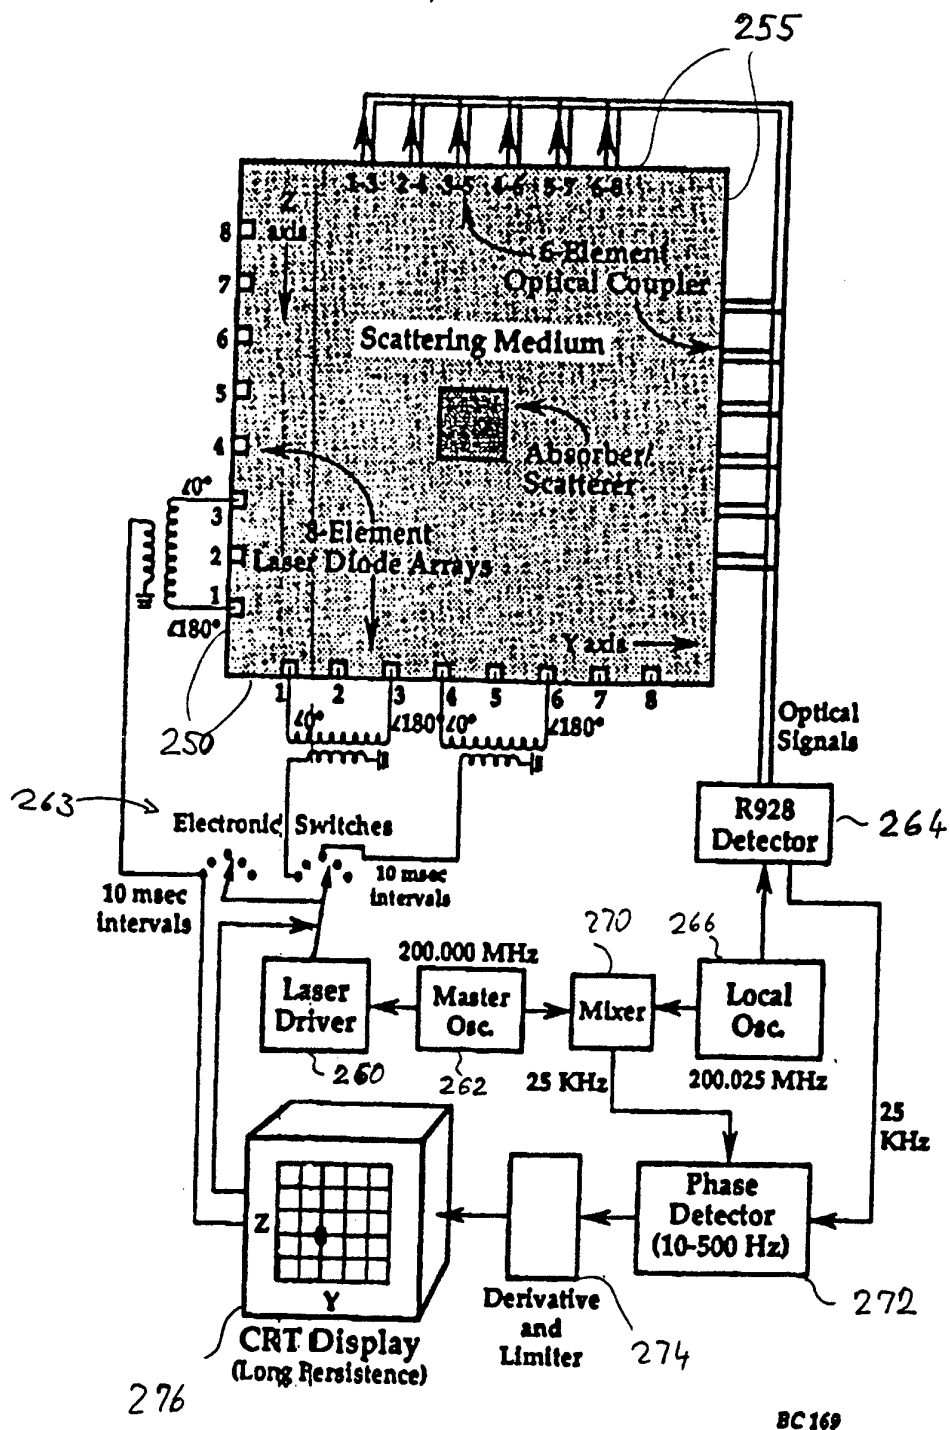 255
1-3 2-4 3-5 4-6 5-7 6-8
Z
axis
8
7
6
5
4
3
2
1
6-Element
Optical Coupler
Scattering Medium
Absorber/
Scatterer
∠0°
∠180°
8-Element
Laser Diode Arrays
Y axis
1 2 3 4 5 6 7 8
∠0° ∠180° ∠0° ∠180°
250
Optical
Signals
263
Electronic Switches
R928
Detector
264
10 msec
intervals
10 msec
intervals
270
266
200.000 MHz
Laser
Driver
Master
Osc.
Mixer
Local
Osc.
260
262
25 KHz
200.025 MHz
25
KHz
Z
Y
Phase
Detector
(10-500 Hz)
272
Derivative
and
Limiter
274
CRT Display
(Long Persistence)
276
BC 169